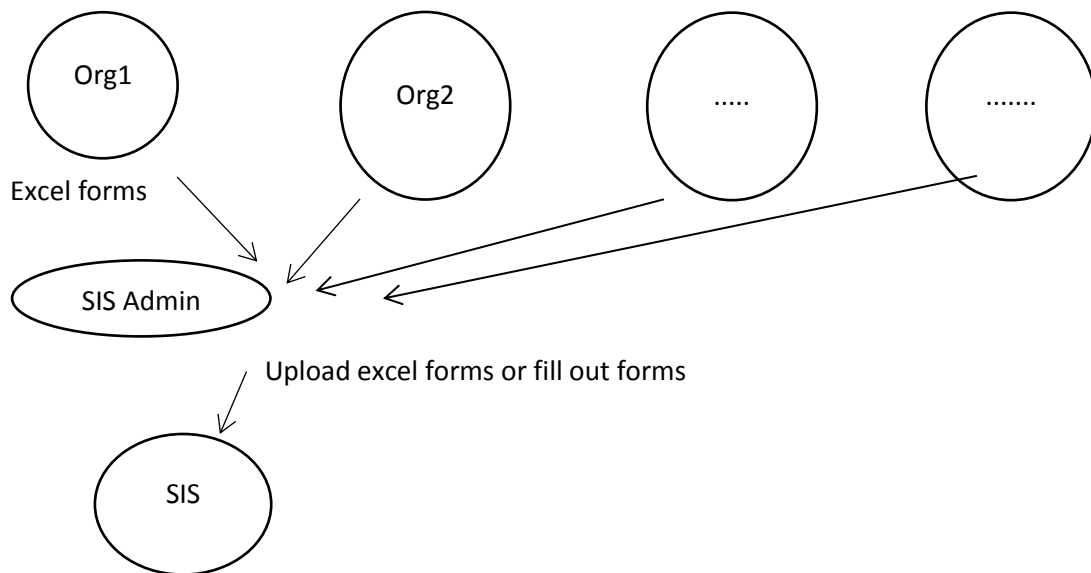 Org1
Org2
.....
.......
Excel forms
SIS Admin
Upload excel forms or fill out forms
SIS